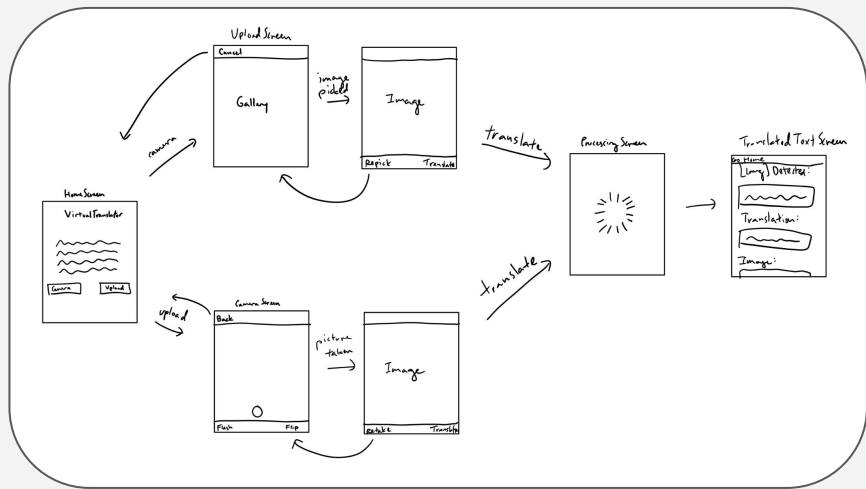 Upload Screen
Cancel
Gallery
image
picked
Image
Repick Translate
camera
translate
Processing Screen
Translated Text Screen
Go Home
[Lang] Detected:
Translation:
Image:
Home Screen
Virtual Translator
Camera Upload
upload
Camera Screen
Back
Flash Flip
picture
taken
Image
Retake Translate
translate